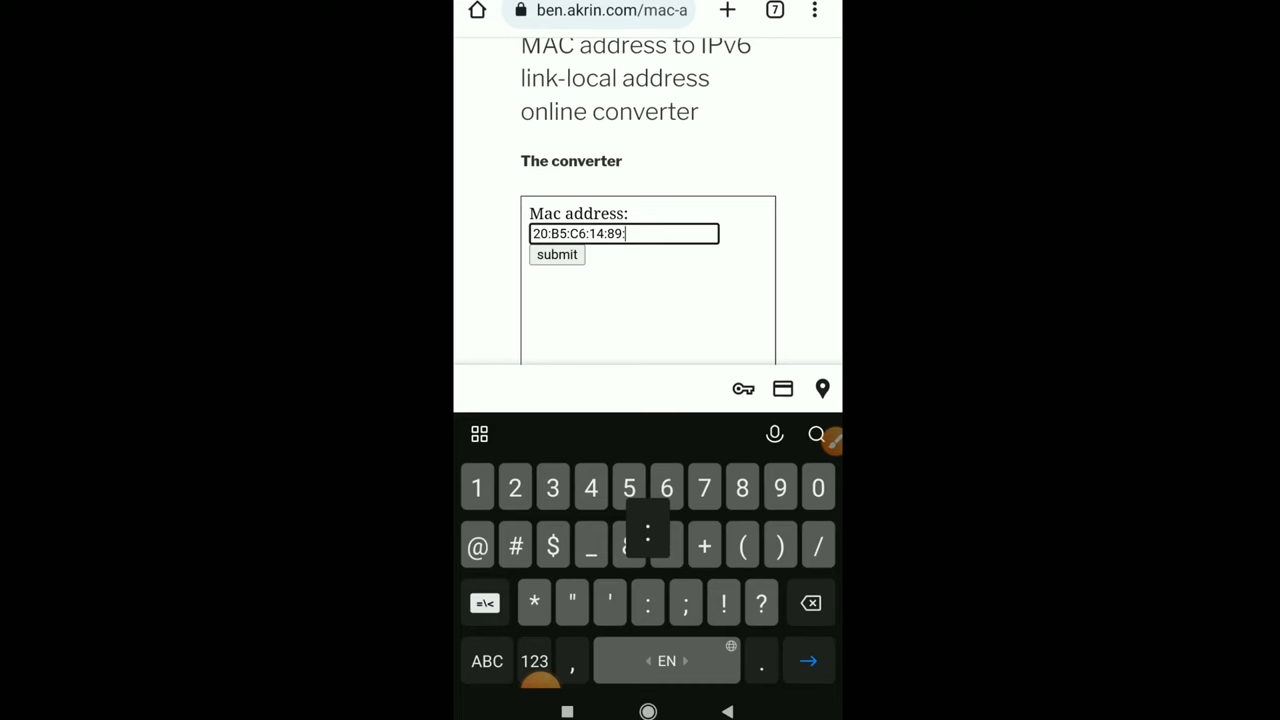 ben.akrin.com/mac-a
7
MAC address to IPv6
link-local address
online converter
The converter
Mac address:
20:B5:C6:14:89:
submit
1 2 3 4 5 6 7 8 9 0
:
@ # $ _ + ( ) /
=\< * " ' : ; ! ?
ABC 123 , EN .